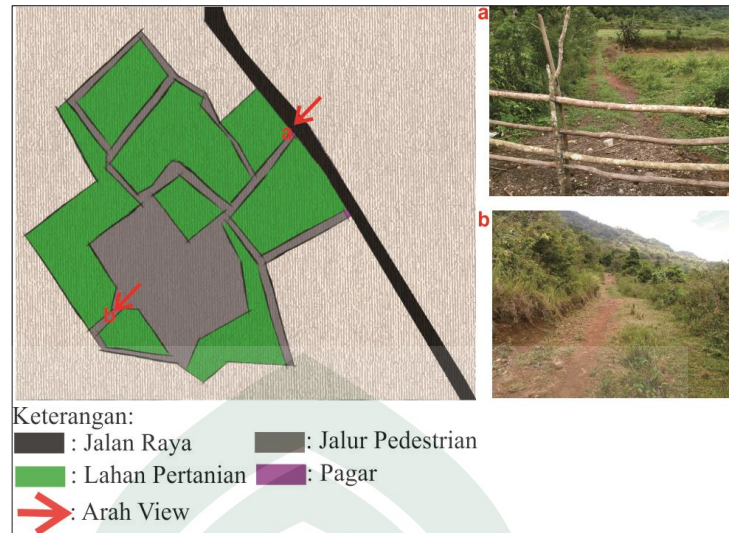 a
a
b
b
Keterangan:
: Jalan Raya
: Jalur Pedestrian
: Lahan Pertanian
: Pagar
: Arah View